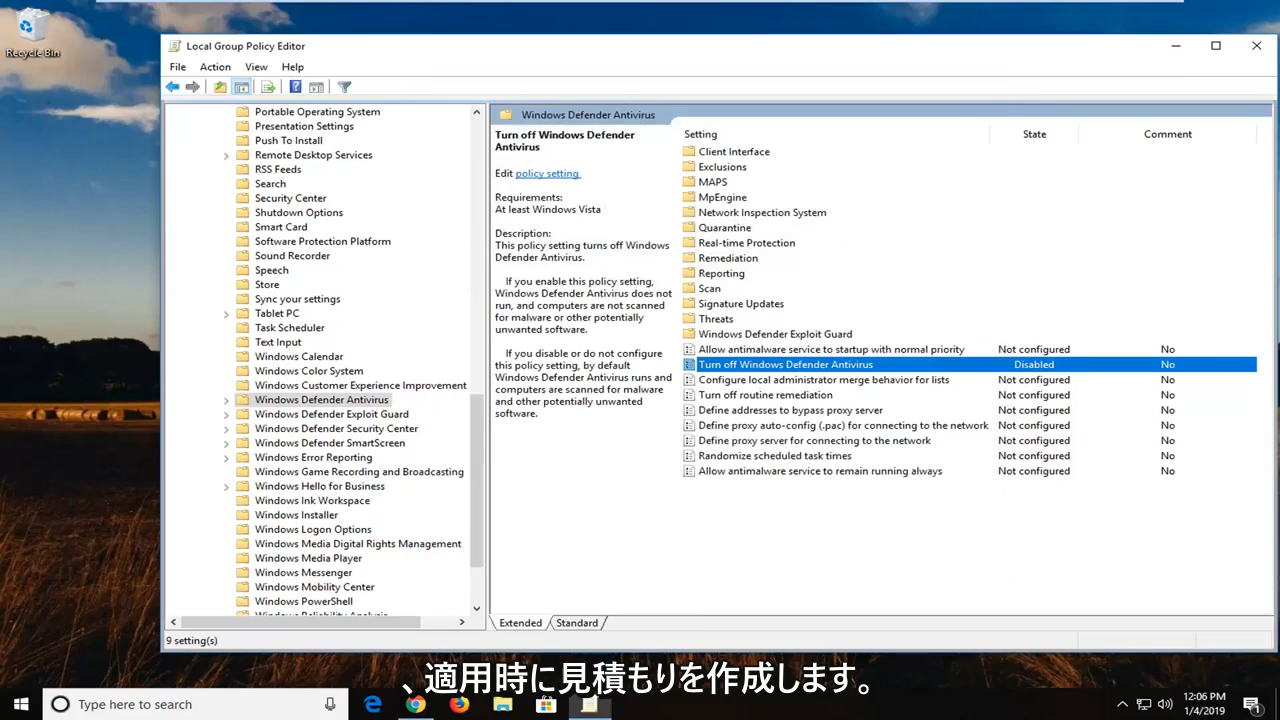 Recycle Bin
Local Group Policy Editor
File Action View Help
Portable Operating System
Presentation Settings
Push To Install
Remote Desktop Services
RSS Feeds
Search
Security Center
Shutdown Options
Smart Card
Software Protection Platform
Sound Recorder
Speech
Store
Sync your settings
Tablet PC
Task Scheduler
Text Input
Windows Calendar
Windows Color System
Windows Customer Experience Improvement
Windows Defender Antivirus
Windows Defender Exploit Guard
Windows Defender Security Center
Windows Defender SmartScreen
Windows Error Reporting
Windows Game Recording and Broadcasting
Windows Hello for Business
Windows Ink Workspace
Windows Installer
Windows Logon Options
Windows Media Digital Rights Management
Windows Media Player
Windows Messenger
Windows Mobility Center
Windows PowerShell
Windows Reliability Analysis
Windows Defender Antivirus
Turn off Windows Defender
Antivirus
Edit policy setting
Requirements:
At least Windows Vista
Description:
This policy setting turns off Windows
Defender Antivirus.
If you enable this policy setting,
Windows Defender Antivirus does not
run, and computers are not scanned
for malware or other potentially
unwanted software.
If you disable or do not configure
this policy setting, by default
Windows Defender Antivirus runs and
computers are scanned for malware
and other potentially unwanted
software.
Setting State Comment
Client Interface
Exclusions
MAPS
MpEngine
Network Inspection System
Quarantine
Real-time Protection
Remediation
Reporting
Scan
Signature Updates
Threats
Windows Defender Exploit Guard
Allow antimalware service to startup with normal priority Not configured No
Turn off Windows Defender Antivirus Disabled No
Configure local administrator merge behavior for lists Not configured No
Turn off routine remediation Not configured No
Define addresses to bypass proxy server Not configured No
Define proxy auto-config (.pac) for connecting to the network Not configured No
Define proxy server for connecting to the network Not configured No
Randomize scheduled task times Not configured No
Allow antimalware service to remain running always Not configured No
Extended Standard
9 setting(s)
、適用時に見積もりを作成します。
Type here to search
12:06 PM
1/4/2019
1